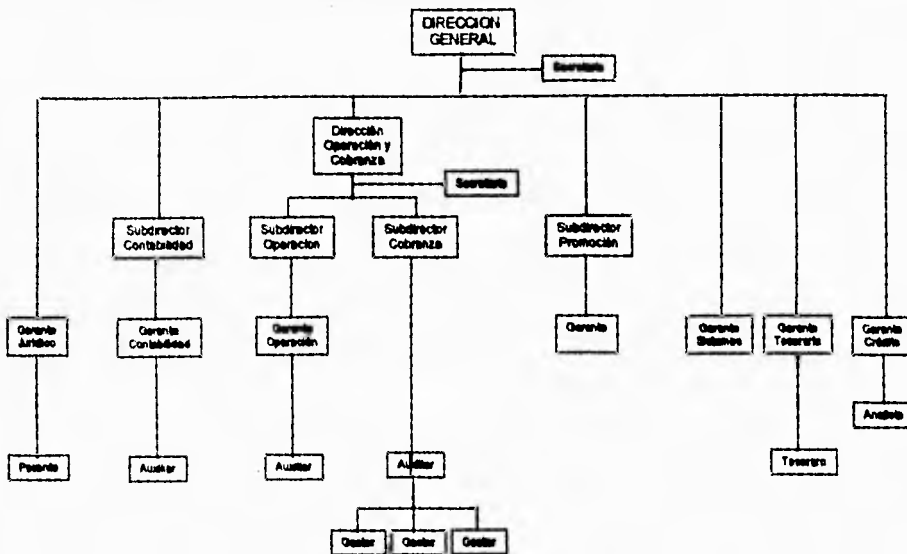 DIRECCION
GENERAL
Secretaria
Dirección
Operación y
Cobranza
Secretaria
Subdirector
Contabilidad
Subdirector
Operacion
Subdirector
Cobranza
Subdirector
Promoción
Gerente
Jurídico
Gerente
Contabilidad
Gerente
Operación
Gerente
Gerente
Sistemas
Gerente
Tesorería
Gerente
Crédito
Analista
Pasante
Auxiliar
Auxiliar
Auxiliar
Tesorero
Gestor
Gestor
Gestor